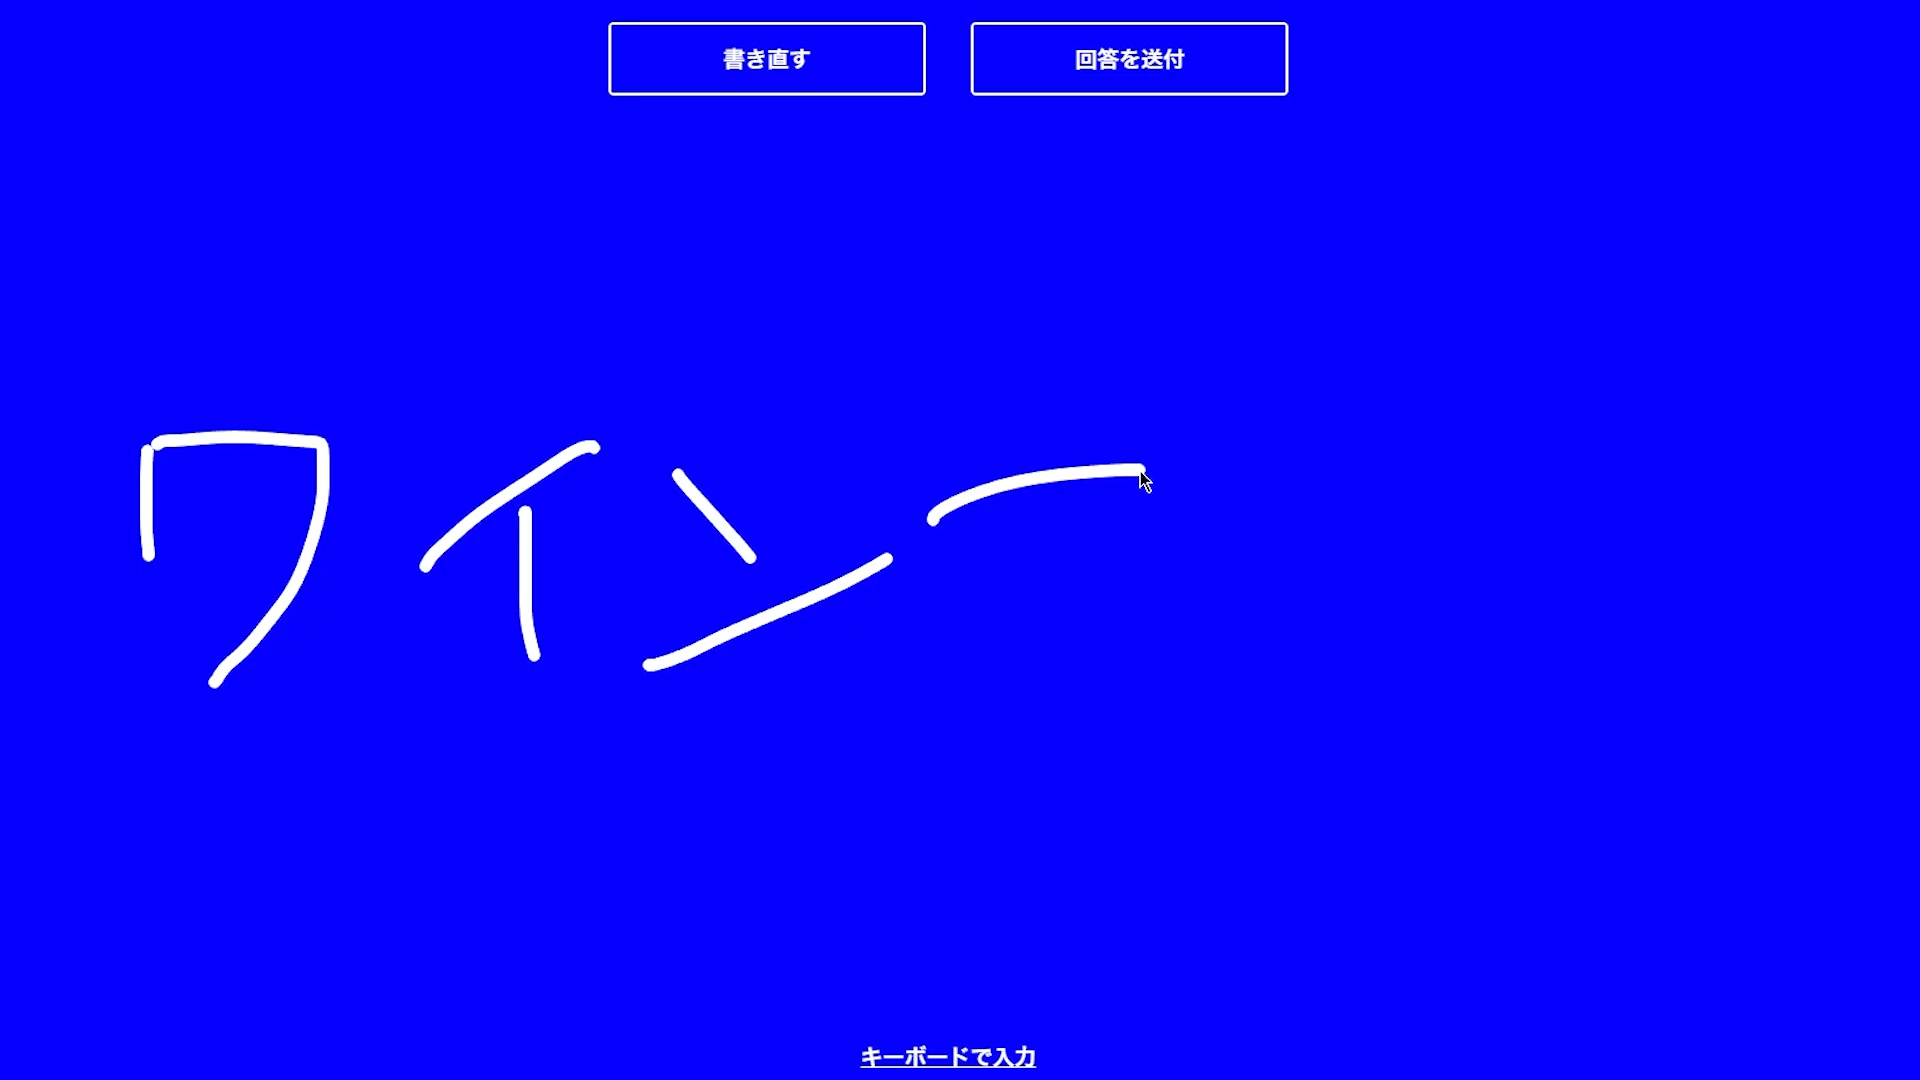 書き直す 回答を送付
ワイン
キーボードで入力